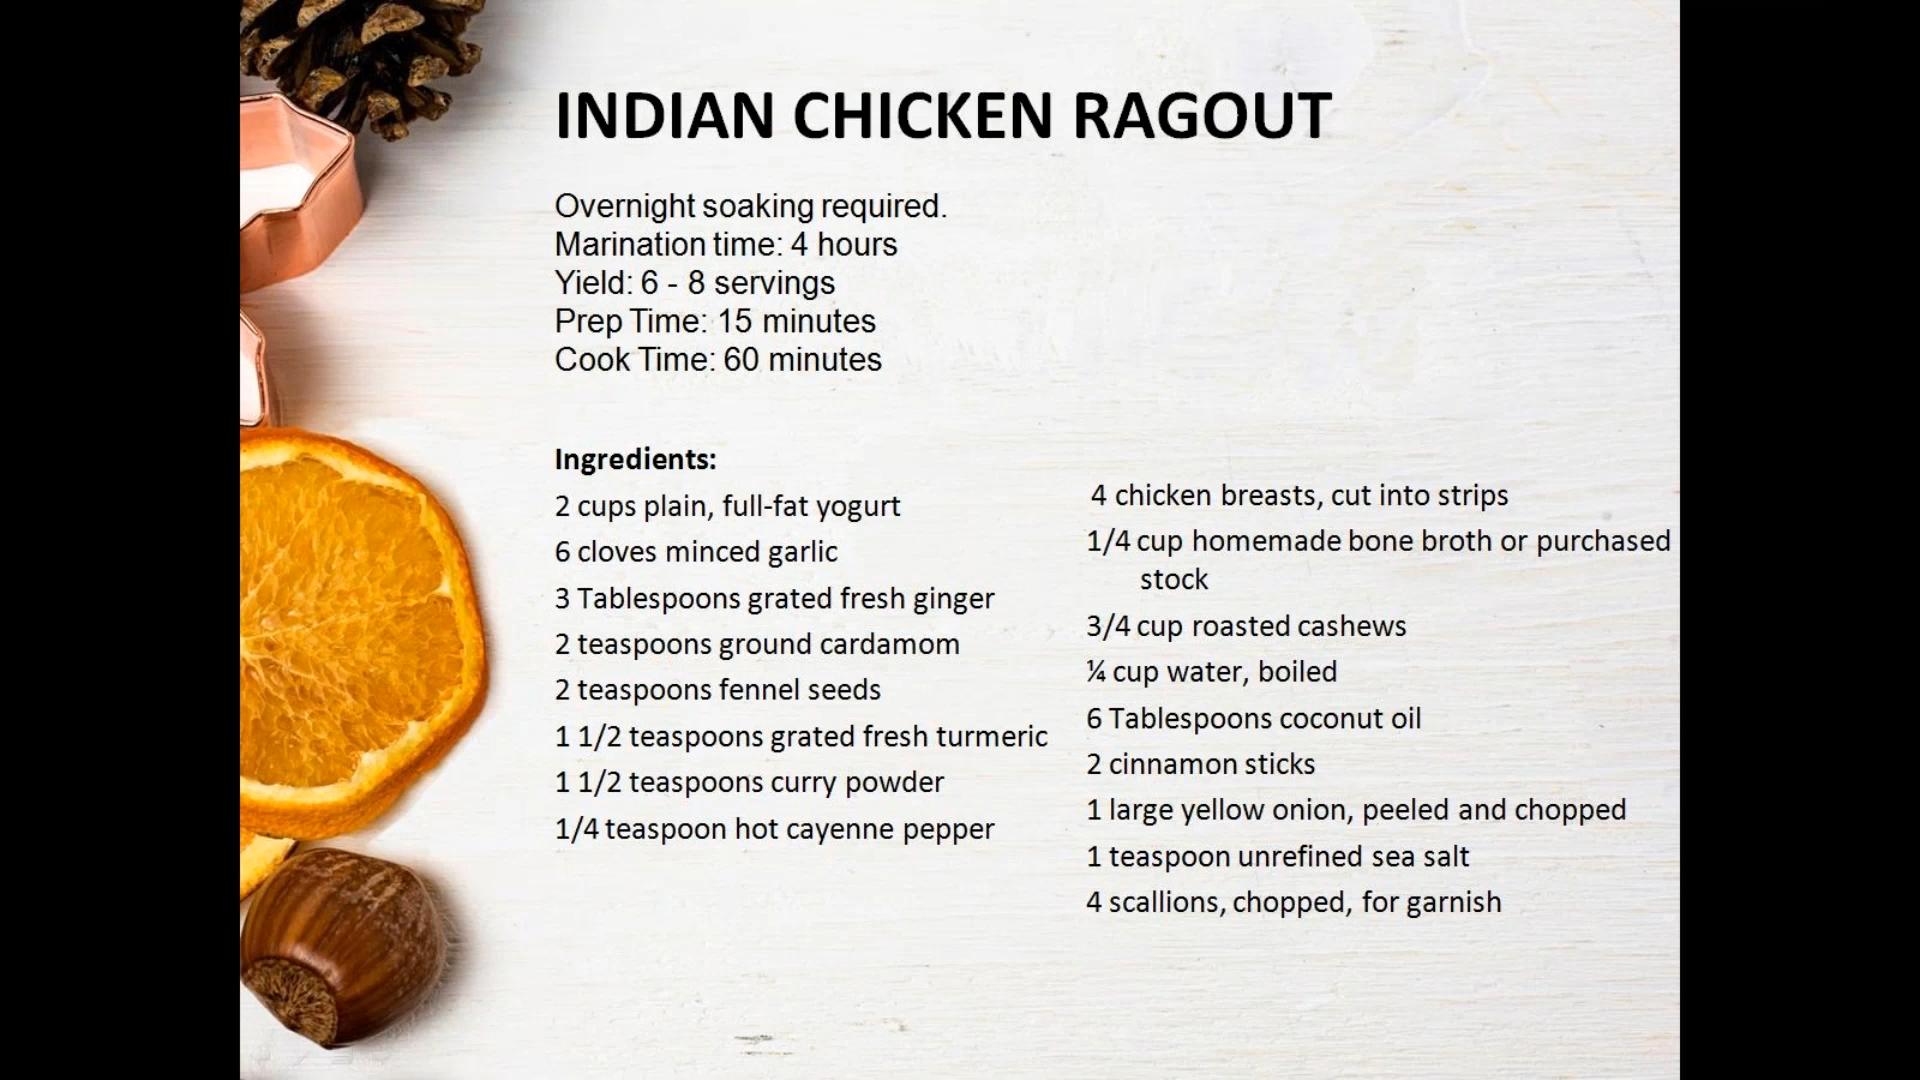 INDIAN CHICKEN RAGOUT
Overnight soaking required.
Marination time: 4 hours
Yield: 6 - 8 servings
Prep Time: 15 minutes
Cook Time: 60 minutes
Ingredients:
2 cups plain, full-fat yogurt
6 cloves minced garlic
3 Tablespoons grated fresh ginger
2 teaspoons ground cardamom
2 teaspoons fennel seeds
1 1/2 teaspoons grated fresh turmeric
1 1/2 teaspoons curry powder
1/4 teaspoon hot cayenne pepper
4 chicken breasts, cut into strips
1/4 cup homemade bone broth or purchased
stock
3/4 cup roasted cashews
¼ cup water, boiled
6 Tablespoons coconut oil
2 cinnamon sticks
1 large yellow onion, peeled and chopped
1 teaspoon unrefined sea salt
4 scallions, chopped, for garnish